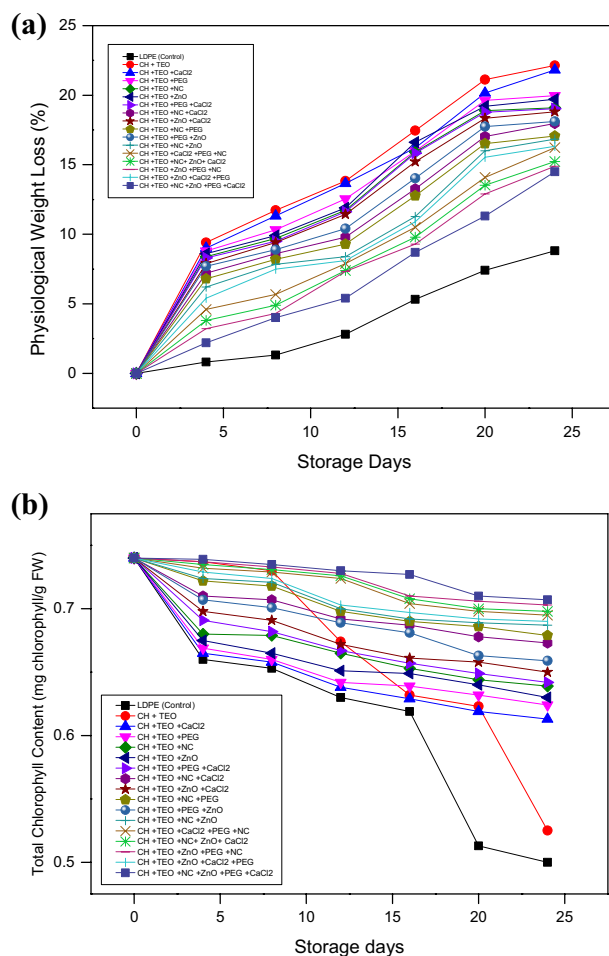 (a)
25
20
15
10
5
0
Physiological Weight Loss (%)
LDPE (Control)
CH + TEO
CH +TEO +CaCl2
CH +TEO +PEG
CH +TEO +NC
CH +TEO +ZnO
CH +TEO +PEG +CaCl2
CH +TEO +NC +CaCl2
CH +TEO +ZnO +CaCl2
CH +TEO +NC +PEG
CH +TEO +PEG +ZnO
CH +TEO +NC +ZnO
CH +TEO +CaCl2 +PEG +NC
CH +TEO +NC+ ZnO+ CaCl2
CH +TEO +ZnO +PEG +NC
CH +TEO +ZnO +CaCl2 +PEG
CH +TEO +NC +ZnO +PEG +CaCl2
0 5 10 15 20 25
Storage Days
(b)
0.7
0.6
0.5
Total Chlorophyll Content (mg chlorophyll/g FW)
LDPE (Control)
CH + TEO
CH +TEO +CaCl2
CH +TEO +PEG
CH +TEO +NC
CH +TEO +ZnO
CH +TEO +PEG +CaCl2
CH +TEO +NC +CaCl2
CH +TEO +ZnO +CaCl2
CH +TEO +NC +PEG
CH +TEO +PEG +ZnO
CH +TEO +NC +ZnO
CH +TEO +CaCl2 +PEG +NC
CH +TEO +NC+ ZnO+ CaCl2
CH +TEO +ZnO +PEG +NC
CH +TEO +ZnO +CaCl2 +PEG
CH +TEO +NC +ZnO +PEG +CaCl2
0 5 10 15 20 25
Storage days